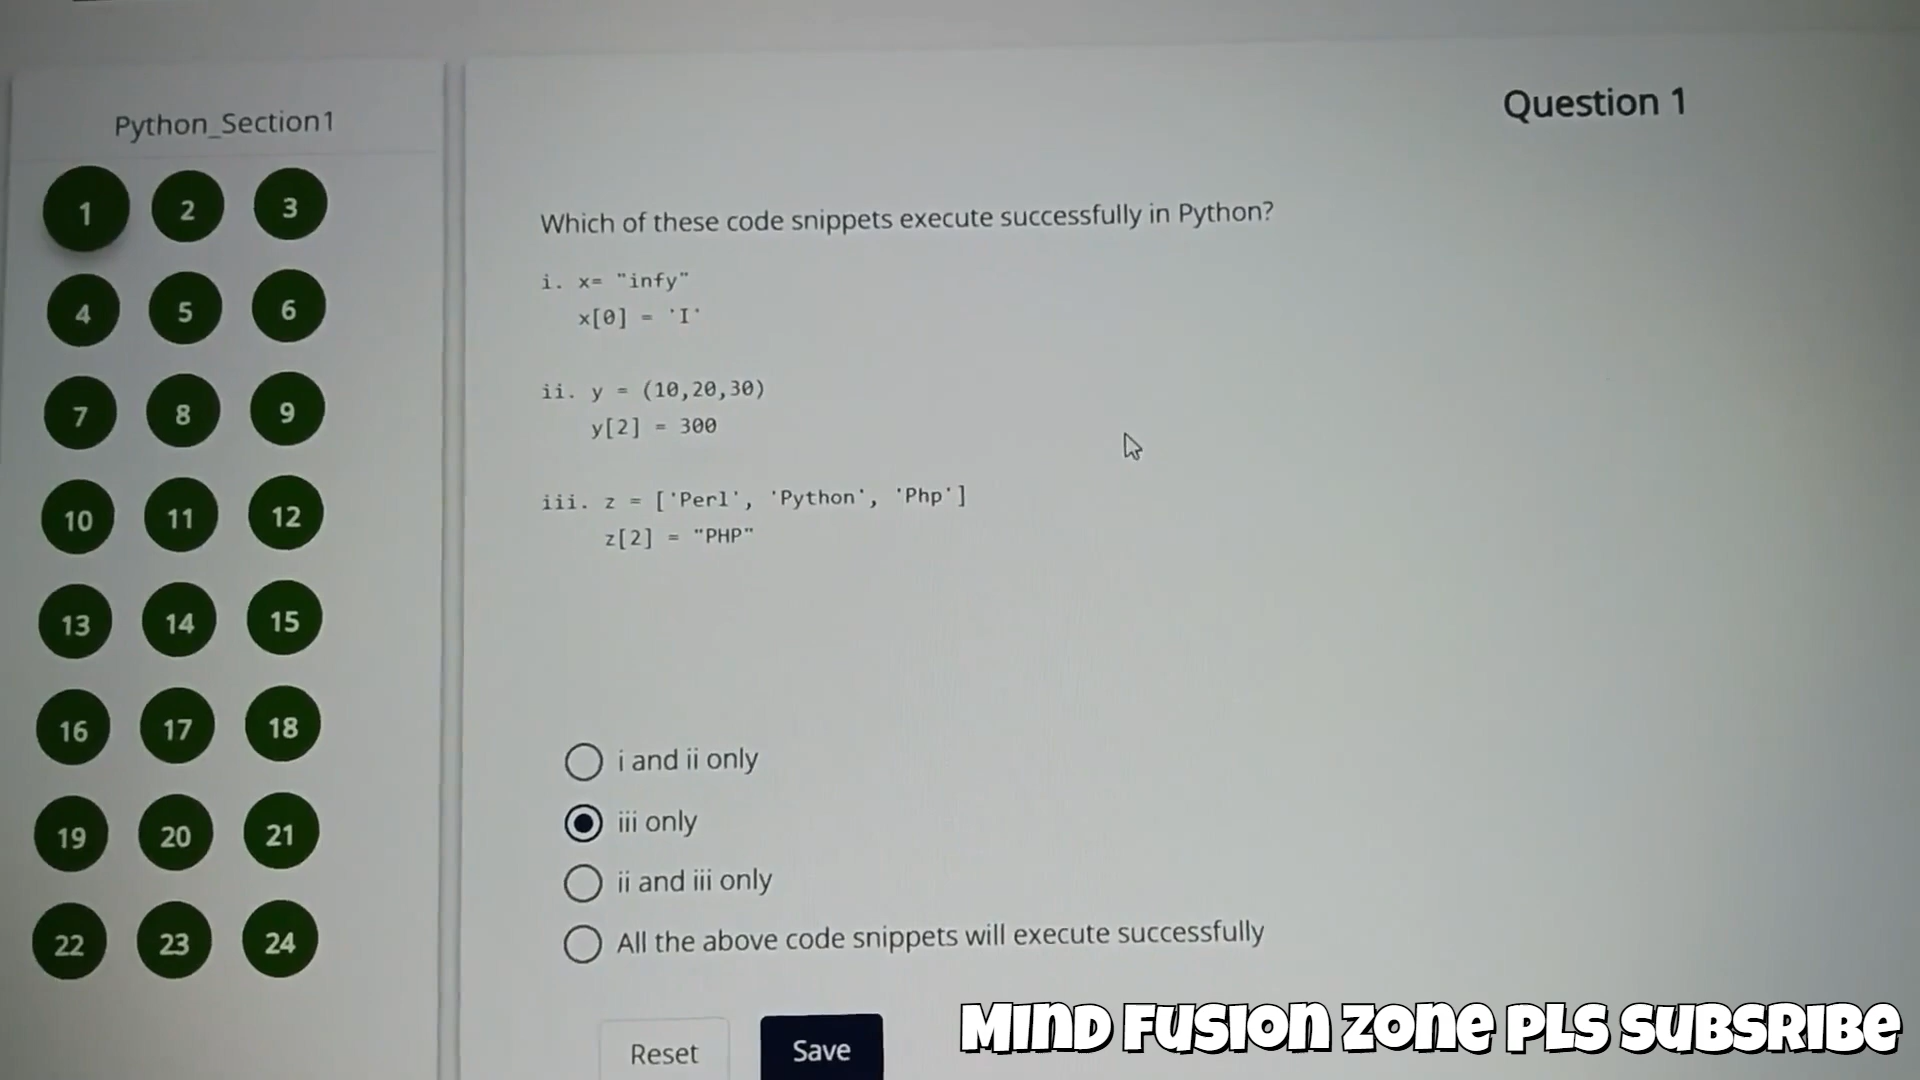 Python_Section1
Question 1
1 2 3
4 5 6
7 8 9
10 11 12
13 14 15
16 17 18
19 20 21
22 23 24
Which of these code snippets execute successfully in Python?
i. x= "infy"
x[0] = 'I'
ii. y = (10,20,30)
y[2] = 300
iii. z = ['Perl', 'Python', 'Php']
z[2] = "PHP"
i and ii only
iii only
ii and iii only
All the above code snippets will execute successfully
Reset Save
MIND FUSION ZONE PLS SUBSRIBE